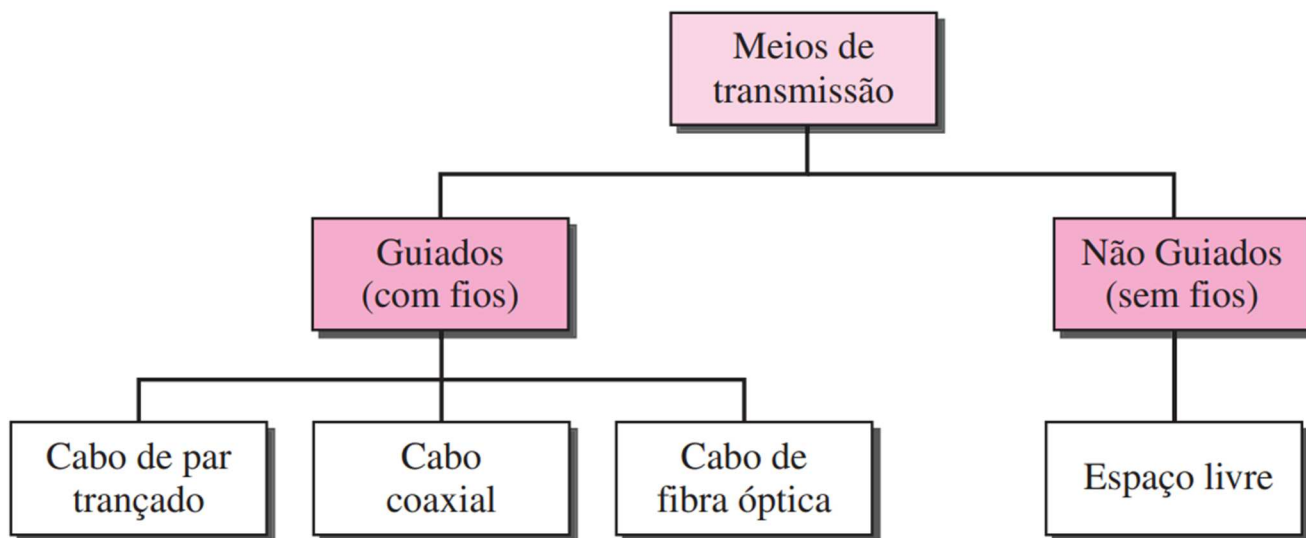 Meios de
transmissão
Guiados
(com fios)
Não Guiados
(sem fios)
Cabo de par
trançado
Cabo
coaxial
Cabo de
fibra óptica
Espaço livre